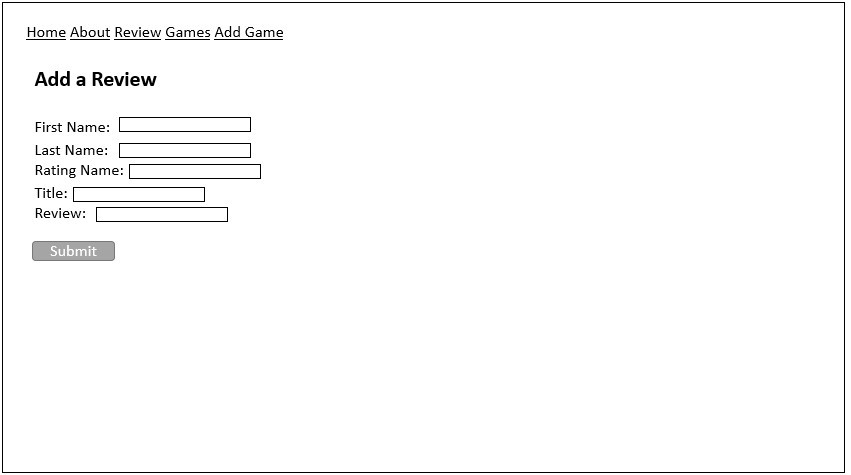 Home About Review Games Add Game
Add a Review
First Name:
Last Name:
Rating Name:
Title:
Review:
Submit